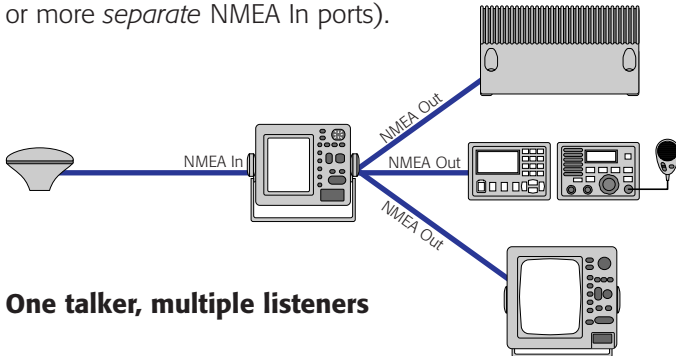 or more separate NMEA In ports).
NMEA Out
NMEA In
NMEA Out
NMEA Out
One talker, multiple listeners